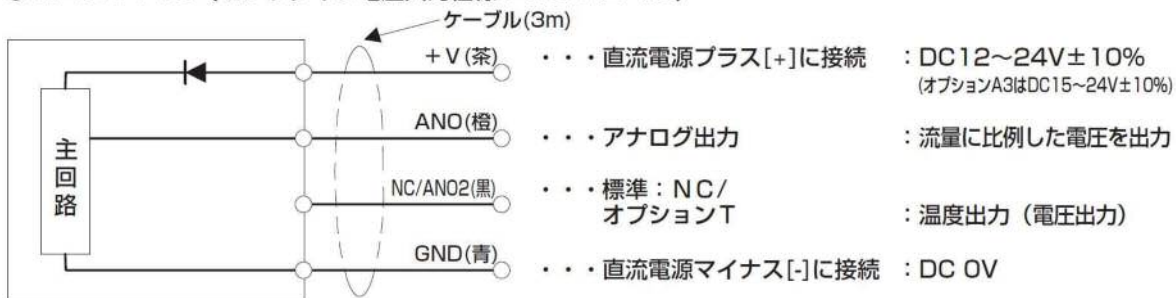 ケーブル(3m)
+V(茶) ・・・直流電源プラス[+]に接続 :DC12～24V±10%
(オプションA3はDC15～24V±10%)
ANO(橙) ・・・アナログ出力 :流量に比例した電圧を出力
主回路
NC/ANO2(黒) ・・・標準:NC/
オプションT :温度出力(電圧出力)
GND(青) ・・・直流電源マイナス[-]に接続 :DC 0V